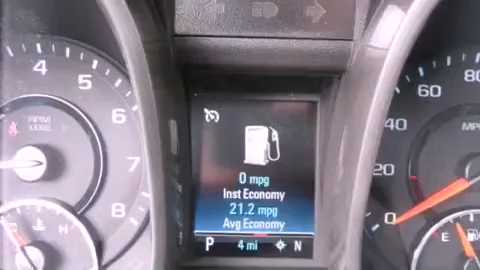 4
5
6
7
8
RPM
X1000
H
0 mpg
Inst Economy
21.2 mpg
Avg Economy
P 4 mi N
80
60
40
20
0
E